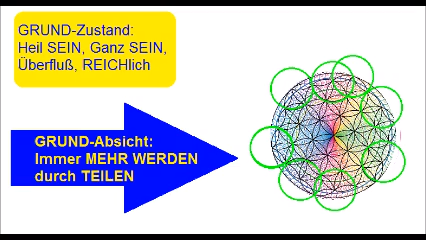 GRUND-Zustand:
Heil SEIN, Ganz SEIN,
Überfluß, REICHlich
GRUND-Absicht:
Immer MEHR WERDEN
durch TEILEN